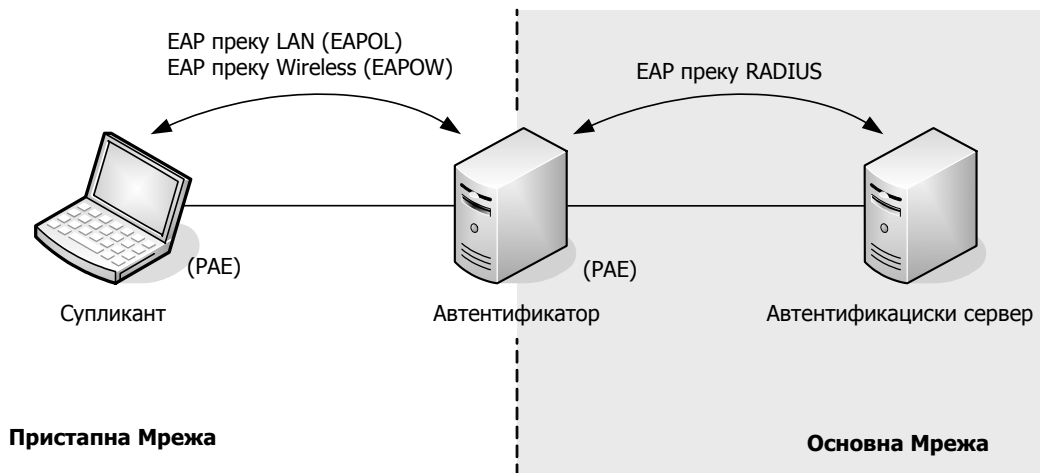 EAP преку LAN (EAPOL)
EAP преку Wireless (EAPOW)
EAP преку RADIUS
(PAE)
(PAE)
Супликант
Автентификатор
Автентификациски сервер
Пристапна Мрежа
Основна Мрежа